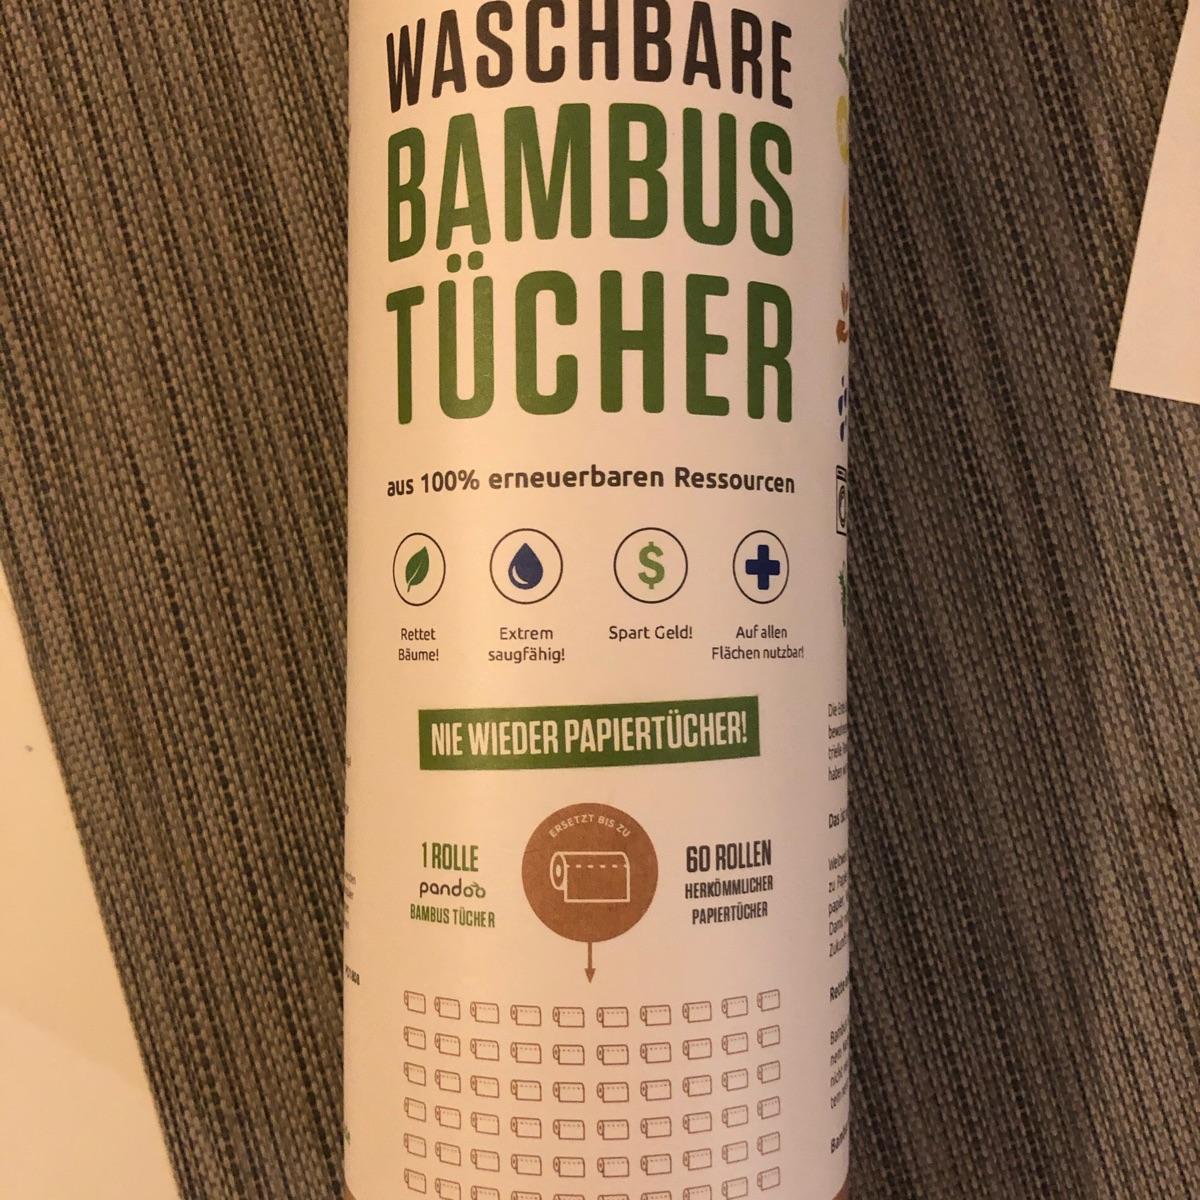 WASCHBARE
BAMBUS
TÜCHER
aus 100% erneuerbaren Ressourcen
Rettet
Bäume!
Extrem
saugfähig!
Spart Geld!
Auf allen
Flächen nutzbar!
NIE WIEDER PAPIERTÜCHER!
1 ROLLE
pandoo
BAMBUS TÜCHER
ERSETZT BIS ZU
60 ROLLEN
HERKÖMMLICHER
PAPIERTÜCHER